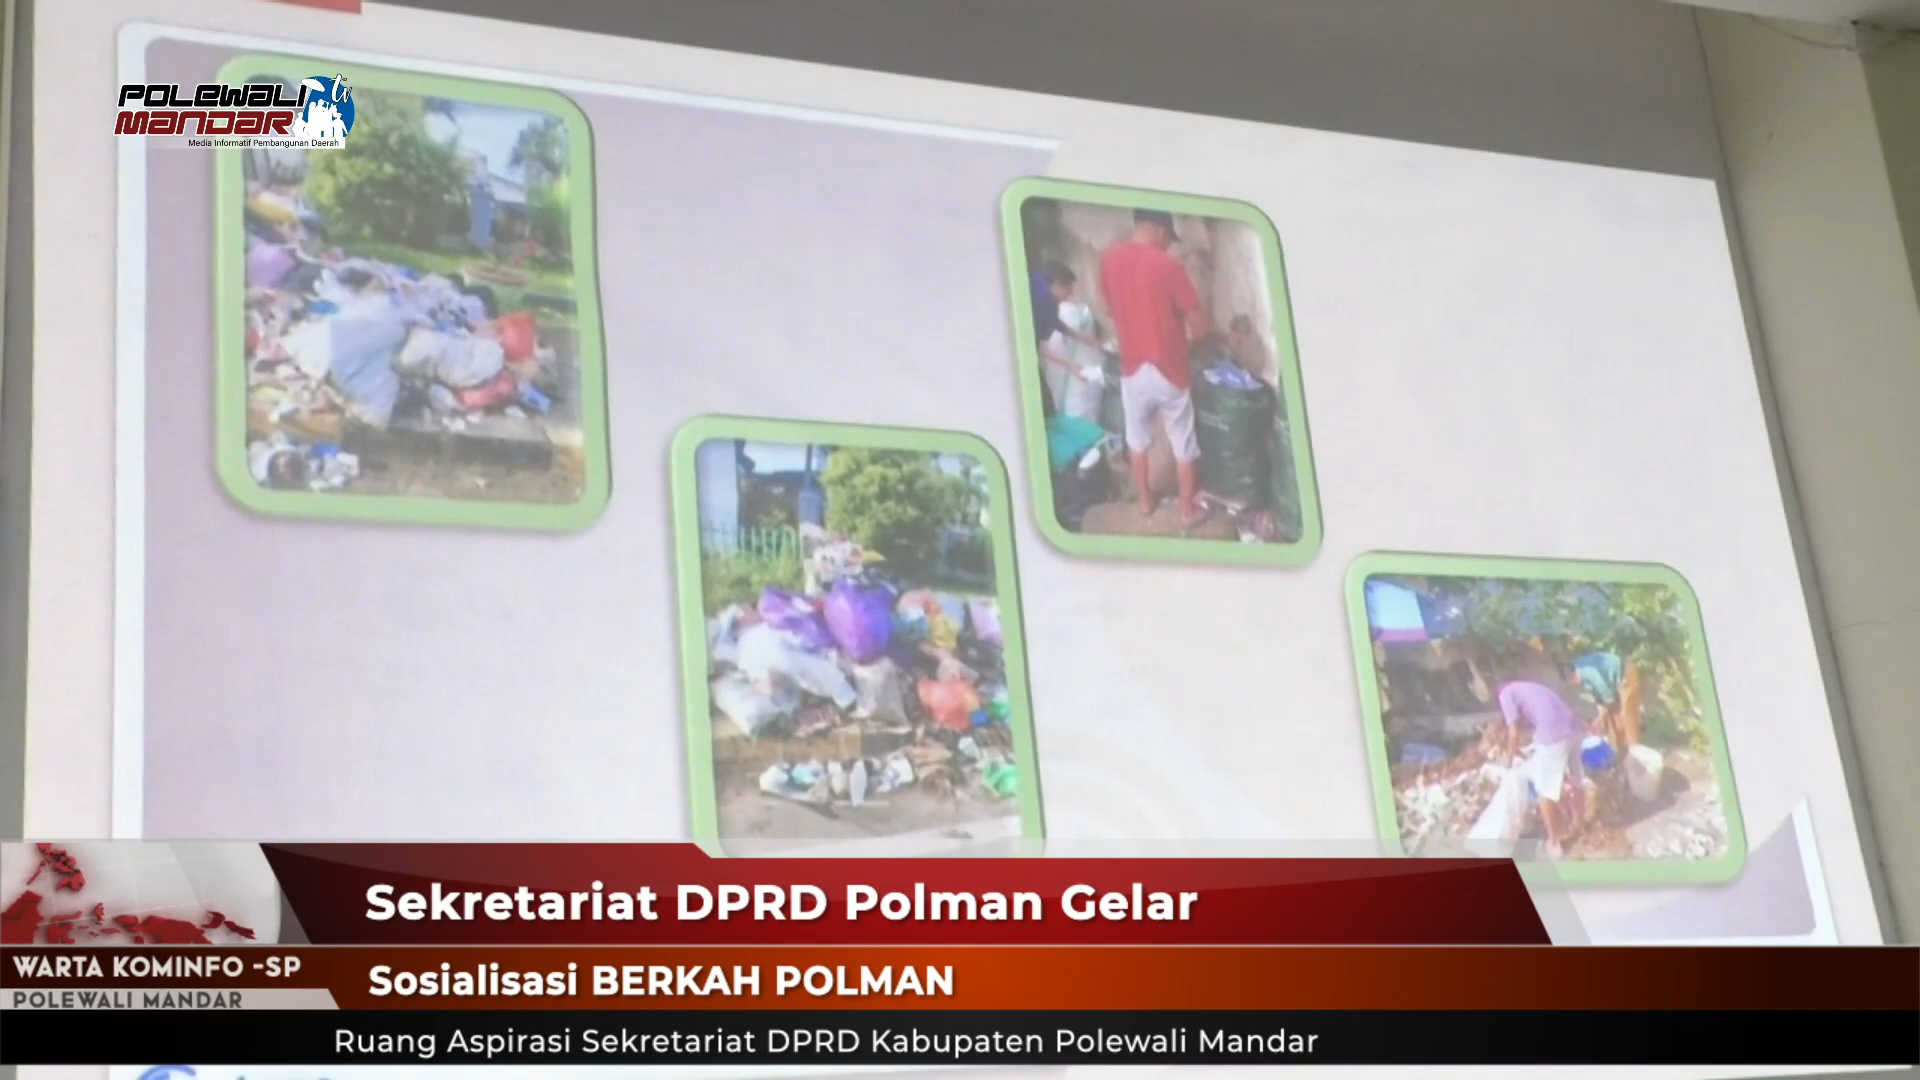 POLEWALI tv
MANDAR
Media Informatif Pembangunan Daerah
Sekretariat DPRD Polman Gelar
WARTA KOMINFO -SP
Sosialisasi BERKAH POLMAN
POLEWALI MANDAR
Ruang Aspirasi Sekretariat DPRD Kabupaten Polewali Mandar